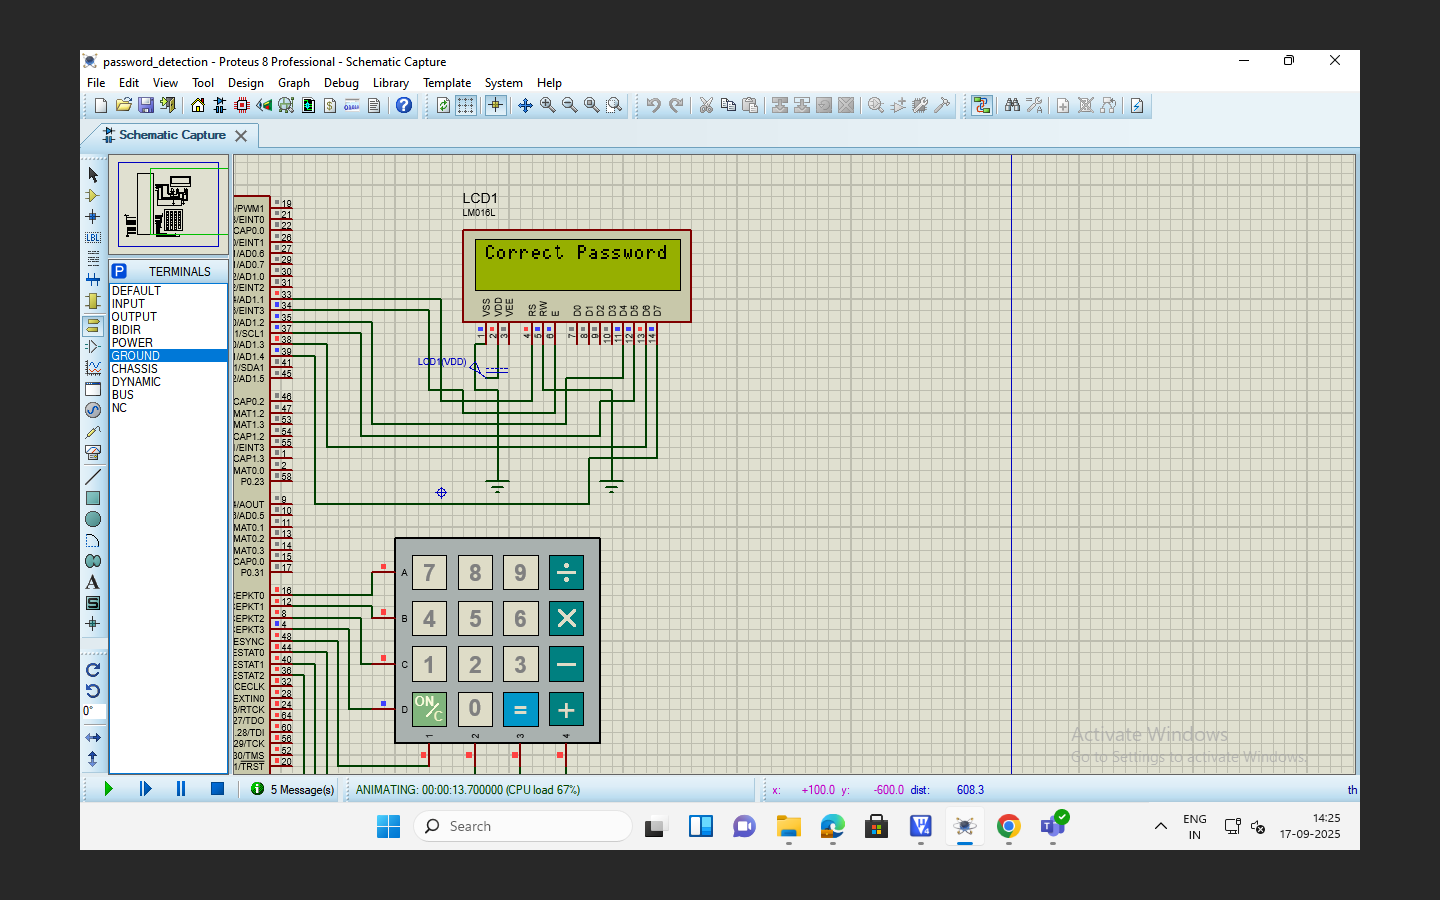 password_detection - Proteus 8 Professional - Schematic Capture
File Edit View Tool Design Graph Debug Library Template System Help
Schematic Capture
LBL
P TERMINALS
DEFAULT
INPUT
OUTPUT
BIDIR
POWER
GROUND
CHASSIS
DYNAMIC
BUS
NC
A
S
0°
/PWM1 19
/EINT0 21
CAP0.0 22
/EINT1 26
/AD0.6 27
/AD0.7 29
/AD1.0 30
/EINT2 31
/AD1.1 33
/EINT3 34
/AD1.2 35
1/SCL1 37
/AD1.3 38
/AD1.4 39
/SDA1 41
/AD1.5 45
CAP0.2 46
MAT1.2 47
MAT1.3 53
CAP1.2 54
/EINT3 55
CAP1.3 1
MAT0.0 2
P0.23 58
/AOUT 9
/AD0.5 10
MAT0.1 11
MAT0.2 13
MAT0.3 14
CAP0.0 15
P0.31 17
EPKT0 16
EPKT1 12
EPKT2 8
EPKT3 4
ESYNC 48
ESTAT0 44
ESTAT1 40
ESTAT2 36
CECLK 32
EXTIN0 28
/RTCK 24
27/TDO 64
.28/TDI 60
29/TCK 56
30/TMS 52
1/TRST 20
LCD1
LM016L
Correct Password
VSS VDD VEE RS RW E D0 D1 D2 D3 D4 D5 D6 D7
1 2 3 4 5 6 7 8 9 10 11 12 13 14
LCD1(VDD)
A 7 8 9 ÷
B 4 5 6 ×
C 1 2 3 −
D ON/C 0 = +
1 2 3 4
Activate Windows
Go to Settings to activate Windows.
5 Message(s) ANIMATING: 00:00:13.700000 (CPU load 67%) x: +100.0 y: -600.0 dist: 608.3 th
Search
ENG
IN
14:25
17-09-2025